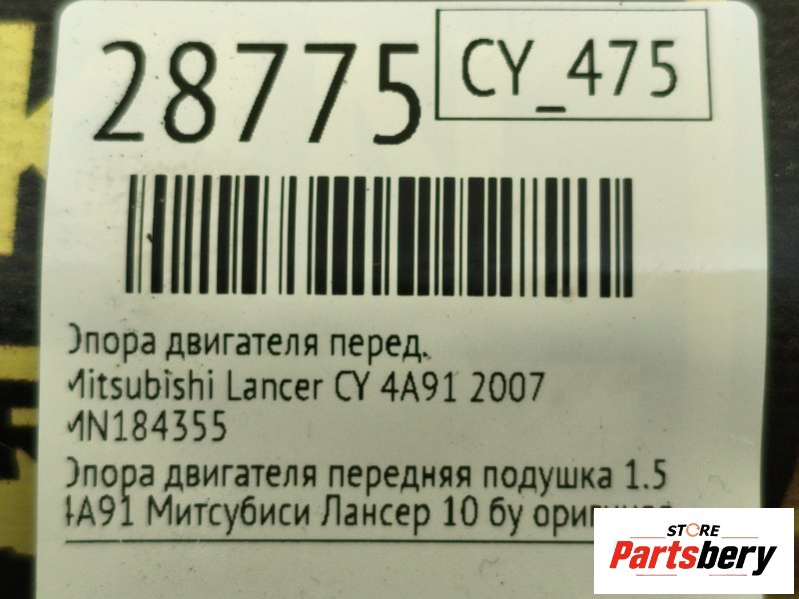 28775
CY_475
Опора двигателя перед.
Mitsubishi Lancer CY 4A91 2007
MN184355
Опора двигателя передняя подушка 1.5
4A91 Митсубиси Лансер 10 бу
STORE
Partsbery